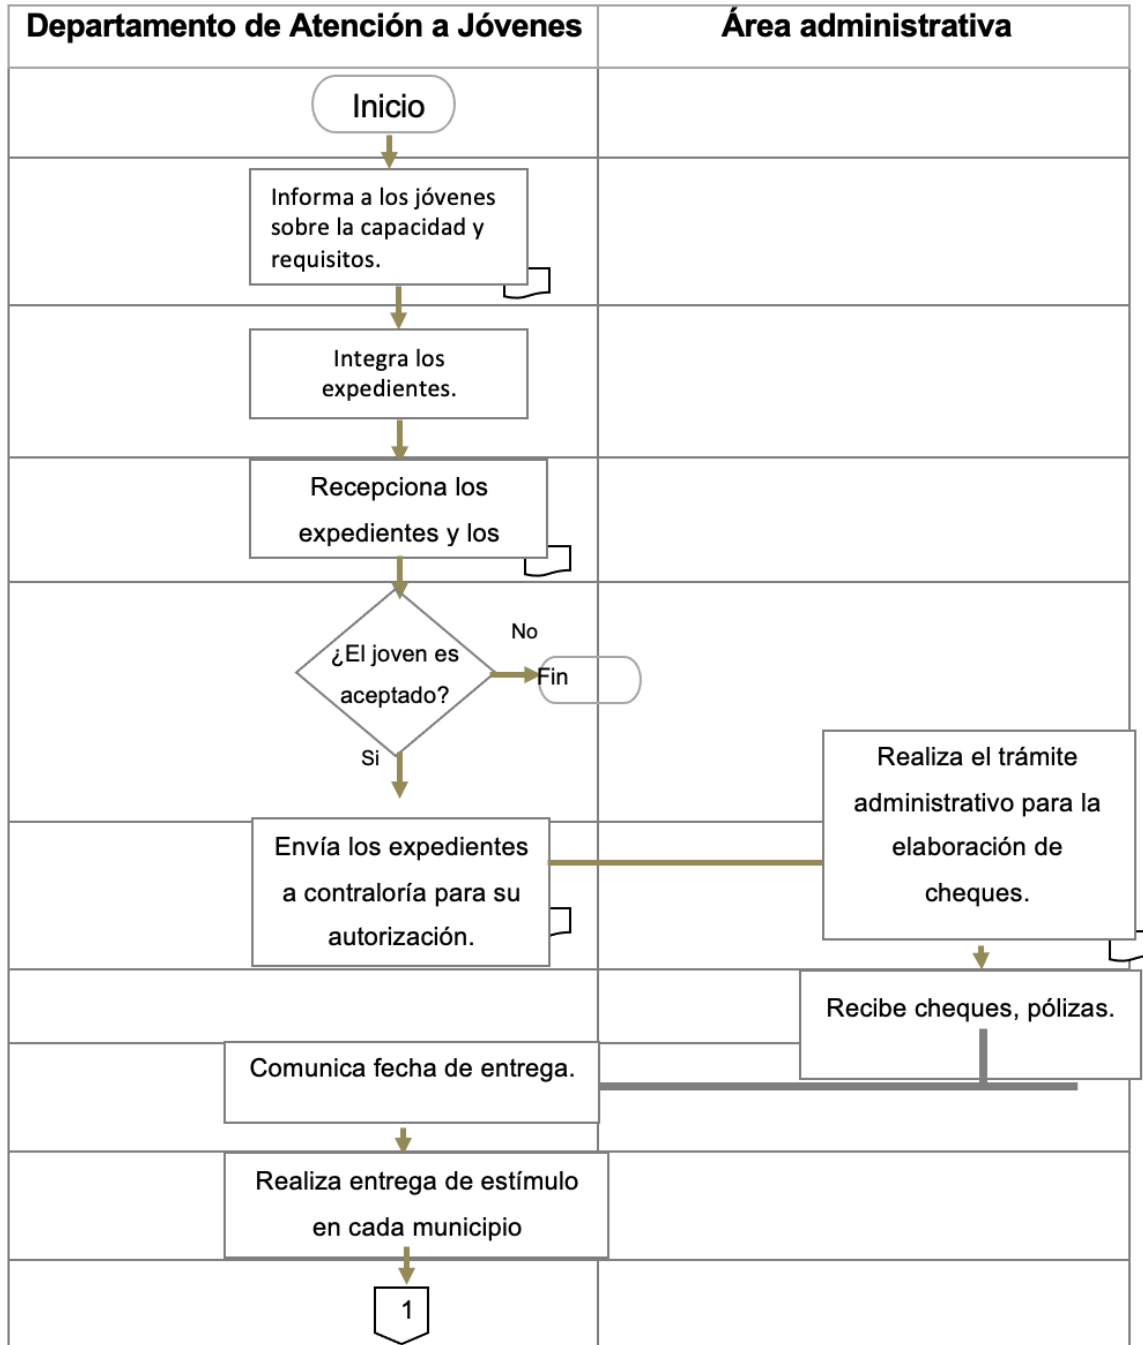 Departamento de Atención a Jóvenes
Área administrativa
Inicio
Informa a los jóvenes
sobre la capacidad y
requisitos.
Integra los
expedientes.
Recepciona los
expedientes y los
¿El joven es
aceptado?
No
Fin
Si
Realiza el trámite
administrativo para la
elaboración de
cheques.
Envía los expedientes
a contraloría para su
autorización.
Recibe cheques, pólizas.
Comunica fecha de entrega.
Realiza entrega de estímulo
en cada municipio
1